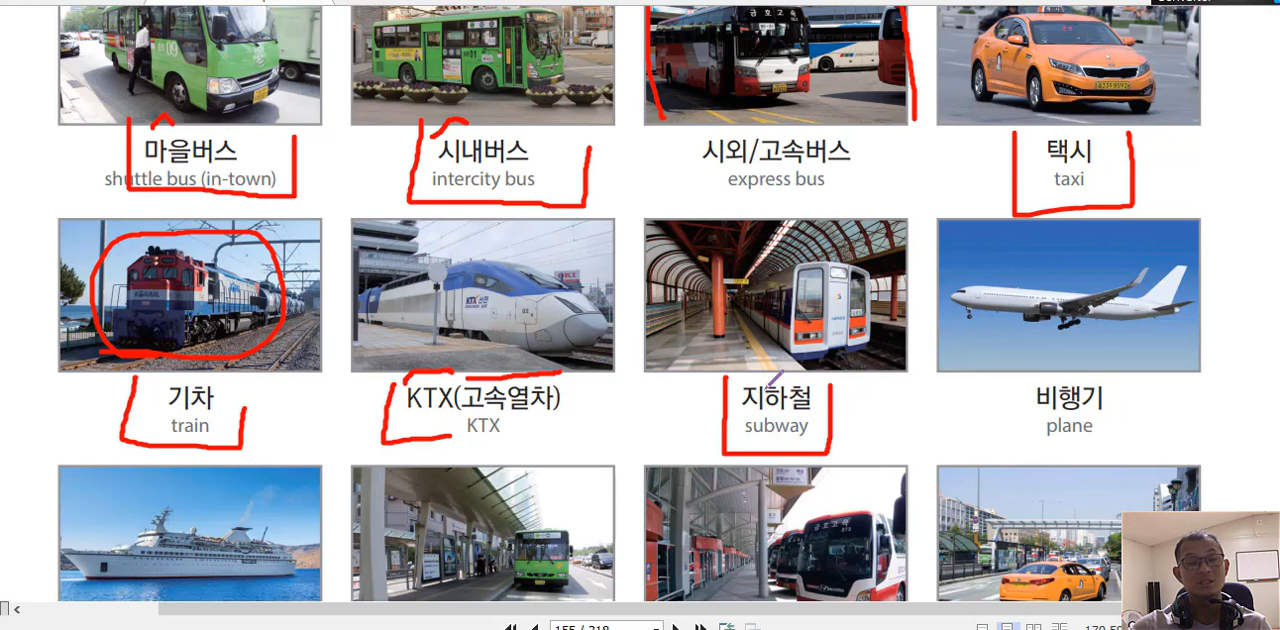 마을버스
shuttle bus (in-town)
시내버스
intercity bus
시외/고속버스
express bus
택시
taxi
기차
train
KTX(고속열차)
KTX
지하철
subway
비행기
plane
155 / 218